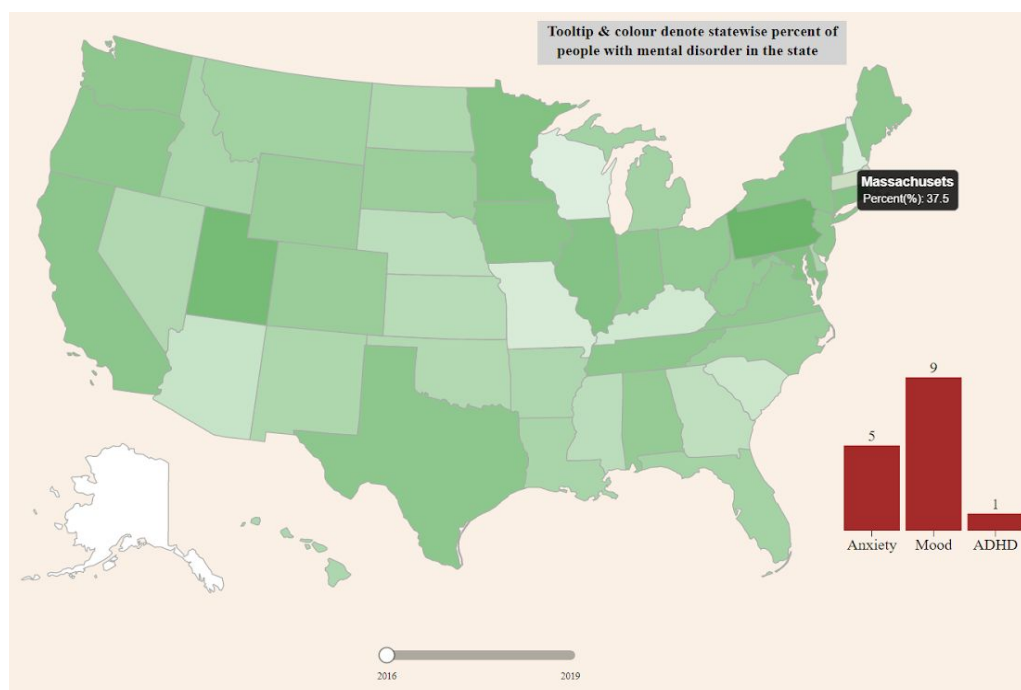 Tooltip & colour denote statewise percent of
people with mental disorder in the state
Massachusets
Percent(%): 37.5
9
5
1
Anxiety Mood ADHD
2016 2019